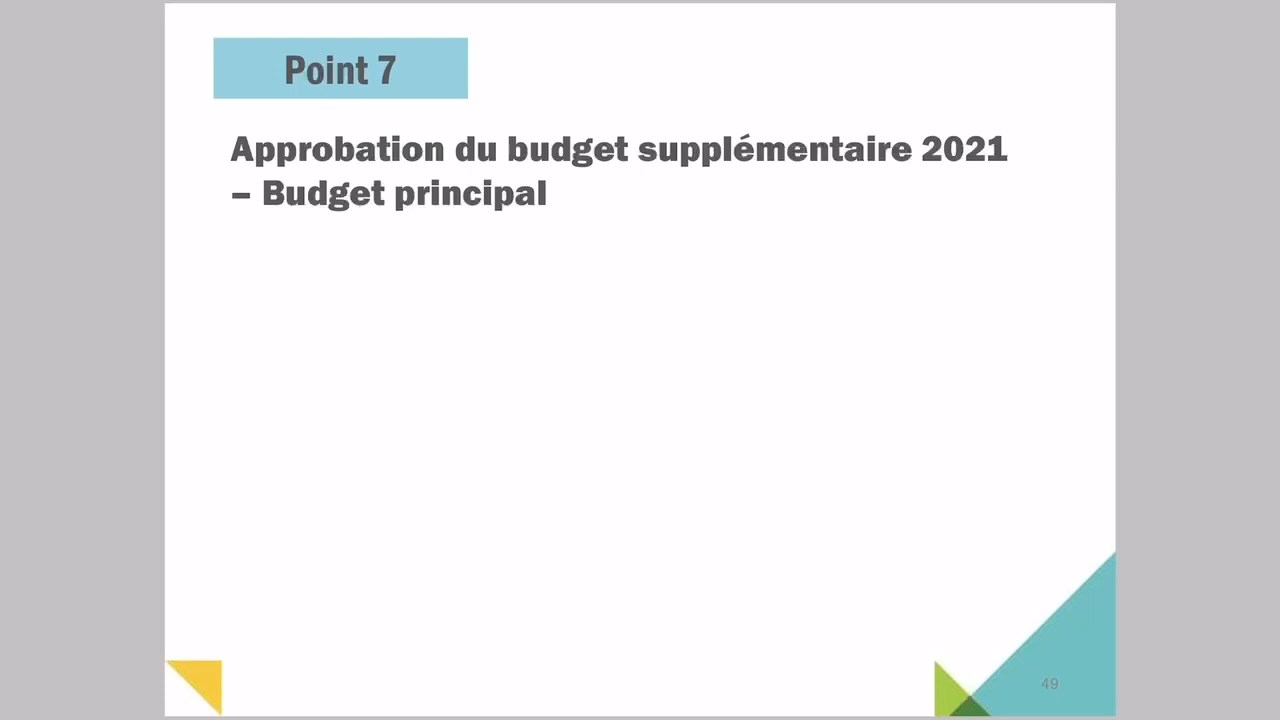 Point 7
Approbation du budget supplémentaire 2021
– Budget principal
49